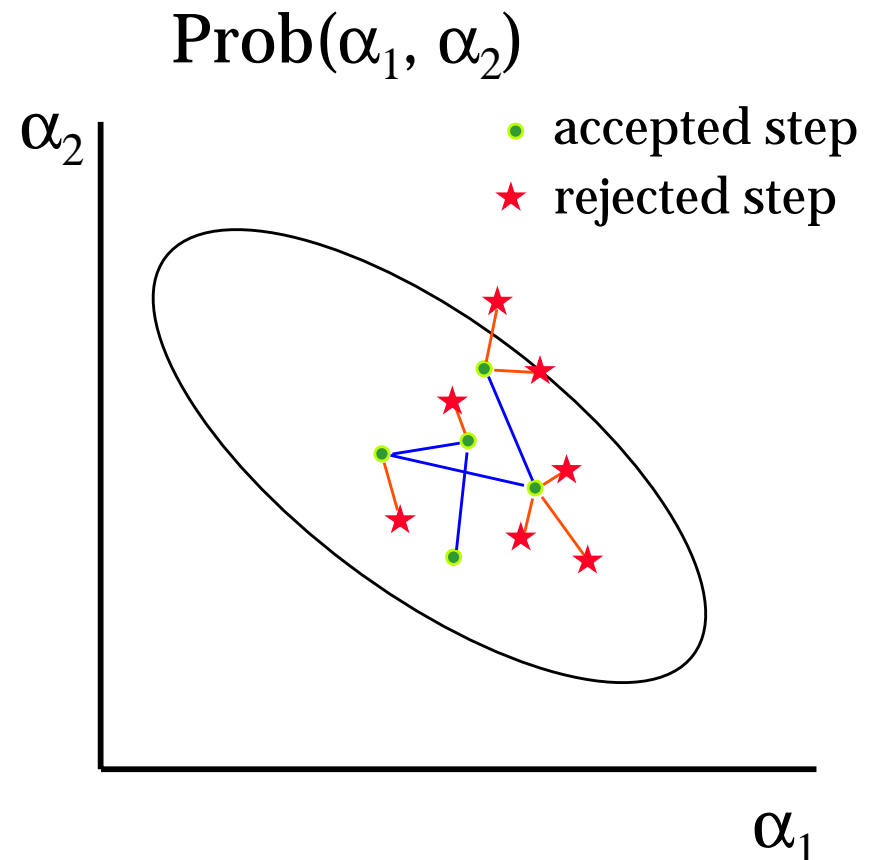 Prob(α₁, α₂)
α₂
accepted step
rejected step
α₁